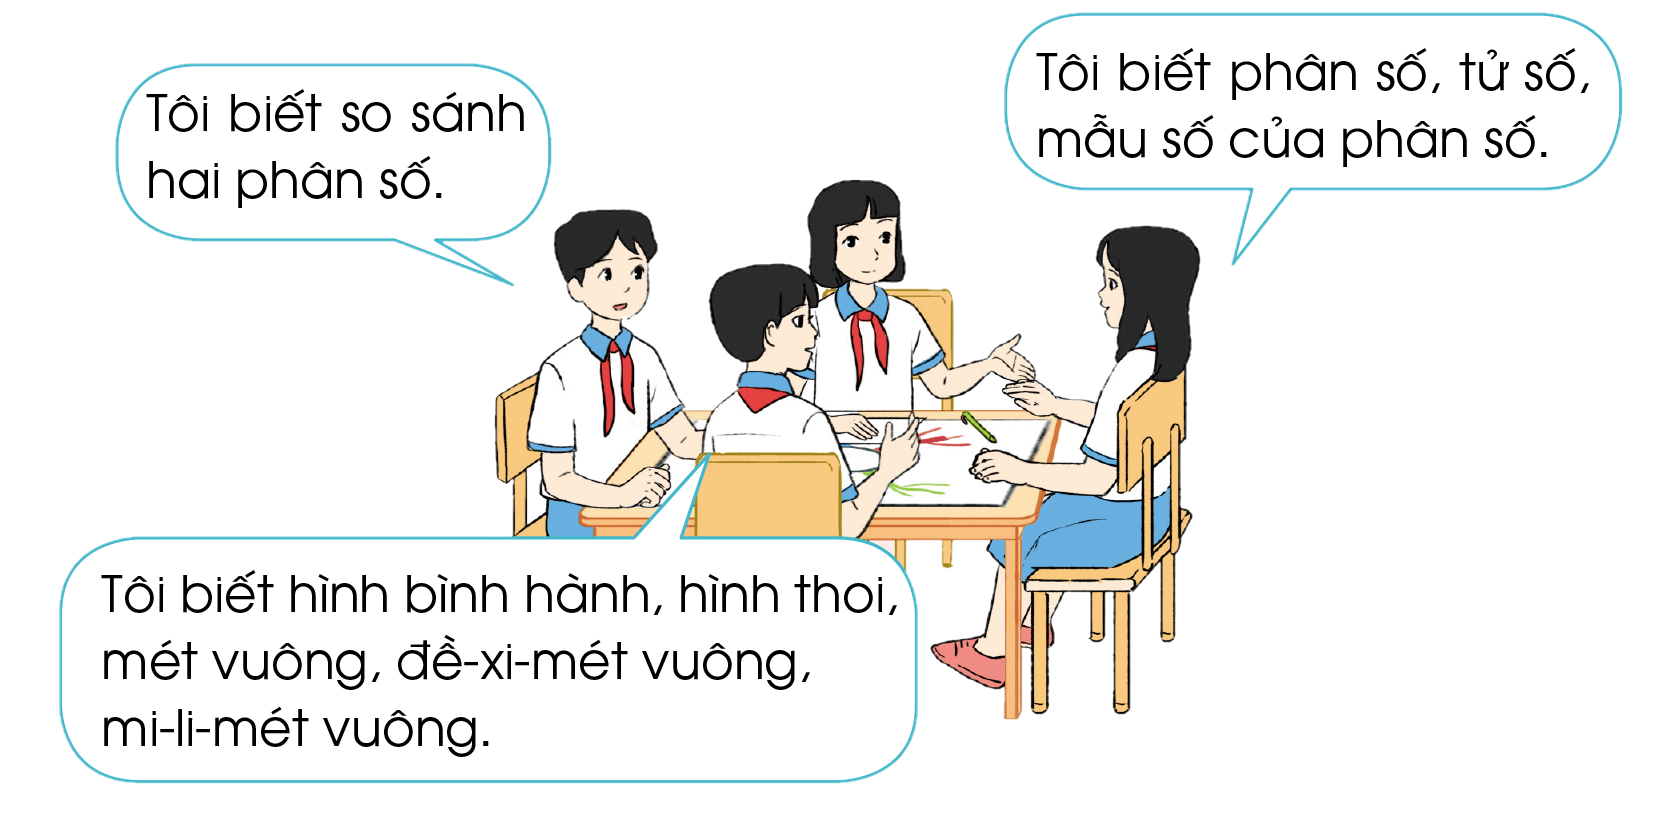 Tôi biết so sánh
hai phân số.
Tôi biết phân số, tử số,
mẫu số của phân số.
Tôi biết hình bình hành, hình thoi,
mét vuông, đề-xi-mét vuông,
mi-li-mét vuông.